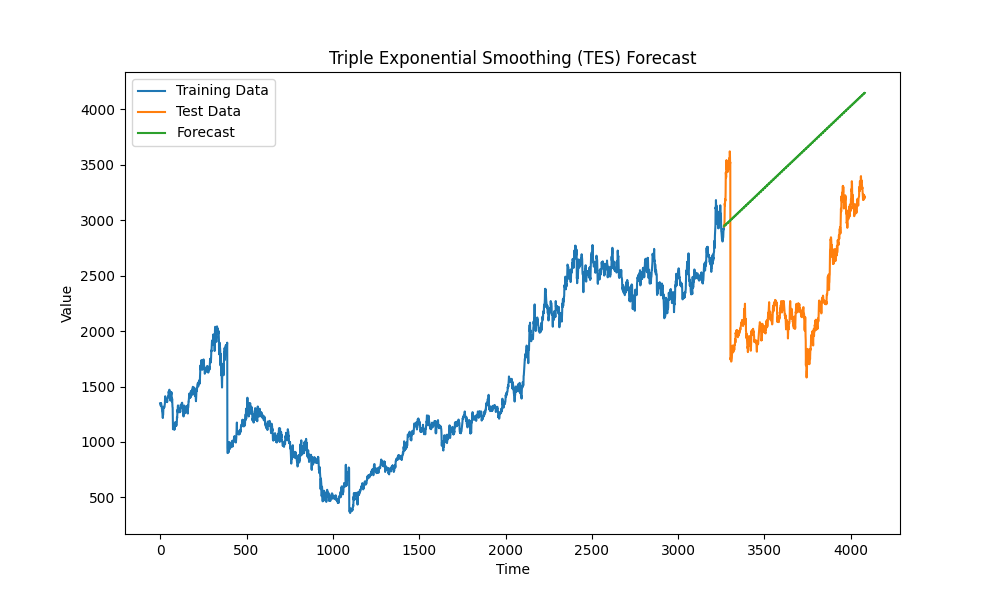 Triple Exponential Smoothing (TES) Forecast
Training Data
Test Data
Forecast
4000
3500
3000
2500
2000
1500
1000
500
Value
0 500 1000 1500 2000 2500 3000 3500 4000
Time